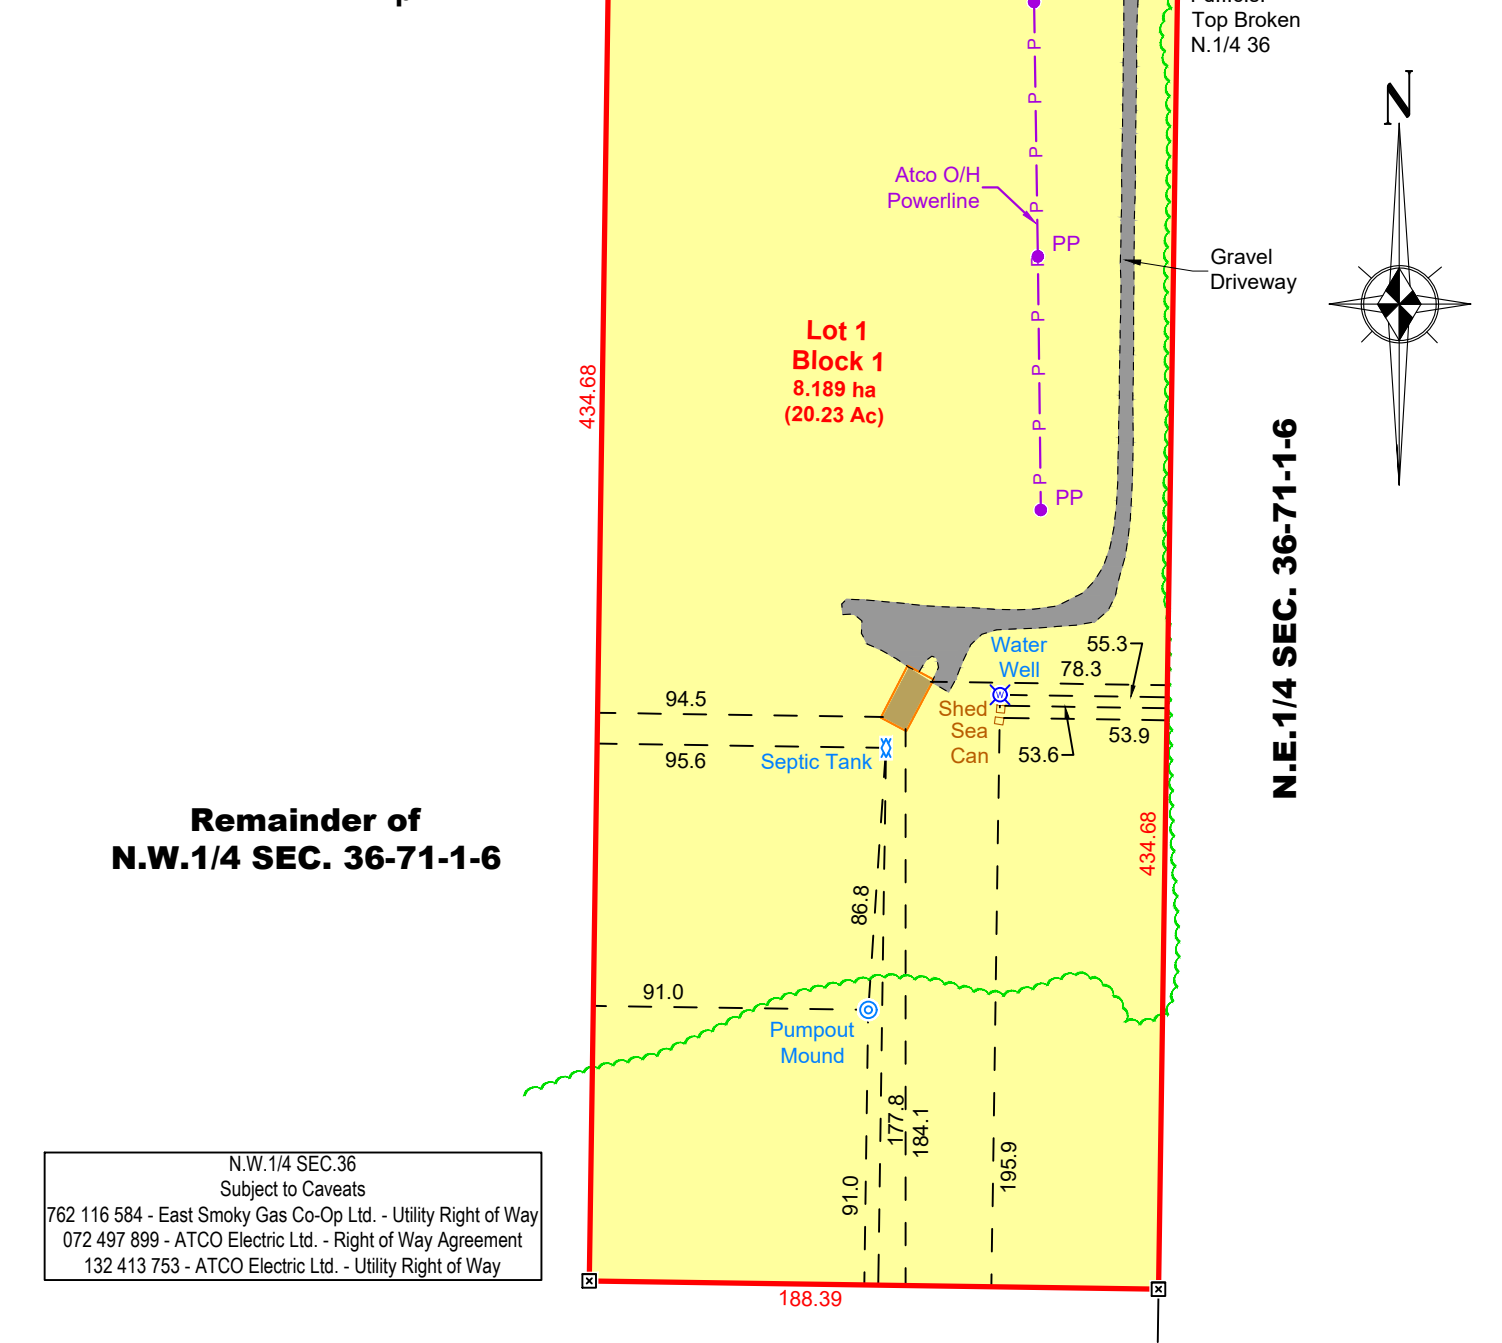 Top Broken
N.1/4 36
N
Atco O/H
Powerline
P
P
P
P
P
P
P
P
P
PP
PP
Gravel
Driveway
Lot 1
Block 1
8.189 ha
(20.23 Ac)
434.68
N.E.1/4 SEC. 36-71-1-6
Water
Well
W
55.3
78.3
94.5
Shed
Sea
Can
53.6
53.9
95.6
Septic Tank
Remainder of
N.W.1/4 SEC. 36-71-1-6
434.68
86.8
91.0
Pumpout
Mound
177.8
184.1
195.9
91.0
N.W.1/4 SEC.36
Subject to Caveats
762 116 584 - East Smoky Gas Co-Op Ltd. - Utility Right of Way
072 497 899 - ATCO Electric Ltd. - Right of Way Agreement
132 413 753 - ATCO Electric Ltd. - Utility Right of Way
188.39